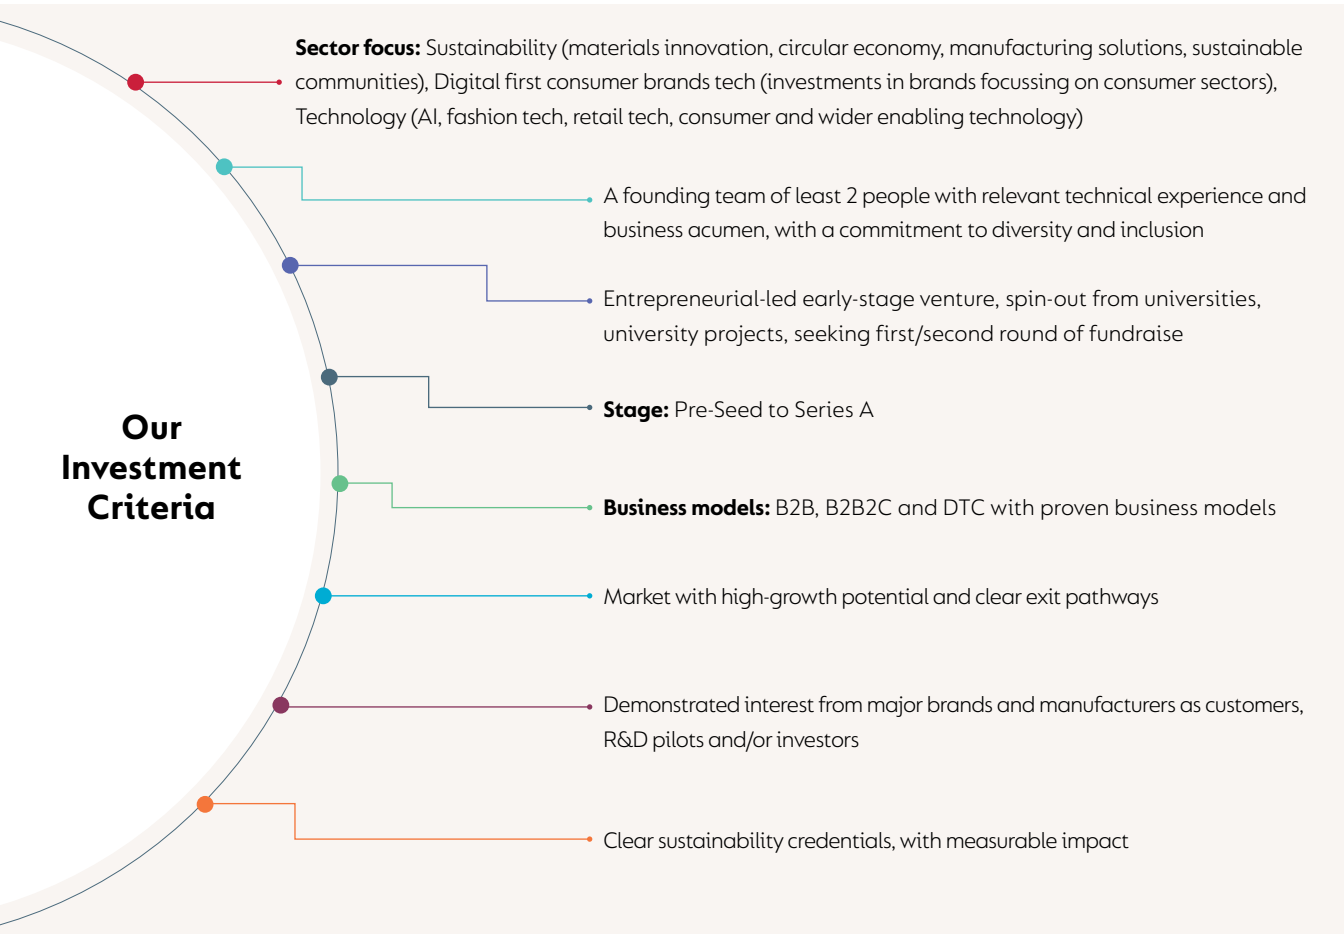 Sector focus: Sustainability (materials innovation, circular economy, manufacturing solutions, sustainable
communities), Digital first consumer brands tech (investments in brands focussing on consumer sectors),
Technology (AI, fashion tech, retail tech, consumer and wider enabling technology)
A founding team of least 2 people with relevant technical experience and
business acumen, with a commitment to diversity and inclusion
Entrepreneurial-led early-stage venture, spin-out from universities,
university projects, seeking first/second round of fundraise
Our
Investment
Criteria
Stage: Pre-Seed to Series A
Business models: B2B, B2B2C and DTC with proven business models
Market with high-growth potential and clear exit pathways
Demonstrated interest from major brands and manufacturers as customers,
R&D pilots and/or investors
Clear sustainability credentials, with measurable impact